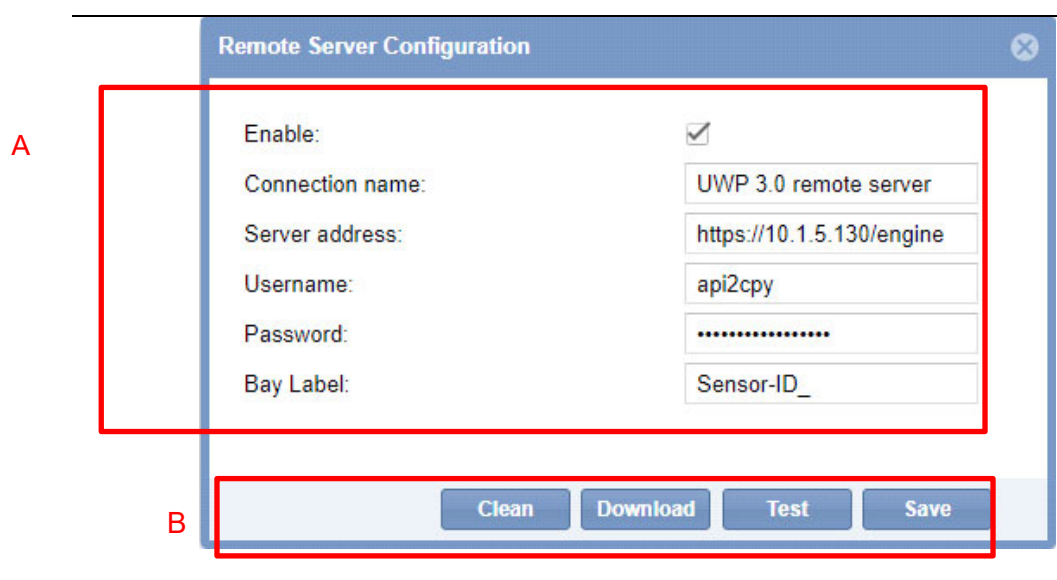 Remote Server Configuration
A
Enable:
Connection name: UWP 3.0 remote server
Server address: https://10.1.5.130/engine
Username: api2cpy
Password: •••••••••••••••••
Bay Label: Sensor-ID_
B
Clean Download Test Save